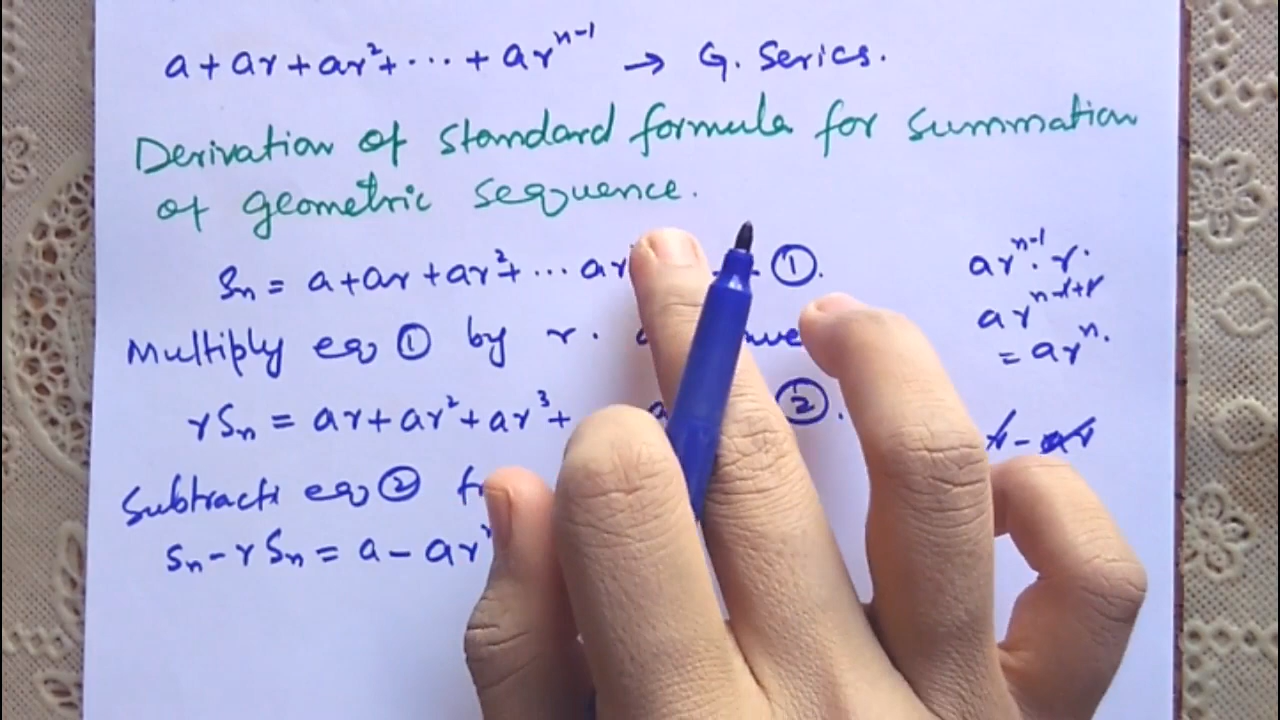 a + ar + ar² + ... + arⁿ⁻¹ → G. Series.
Derivation of standard formula for summation
of geometric sequence.
Sₙ = a + ar + ar² + ... ar - ①.
arⁿ⁻¹ · r.
Multiply eq ① by r.
arⁿ⁻¹⁺¹
= arⁿ.
rSₙ = ar + ar² + ar³ + ②.
Subtract eq ②
Sₙ - rSₙ = a - arⁿ